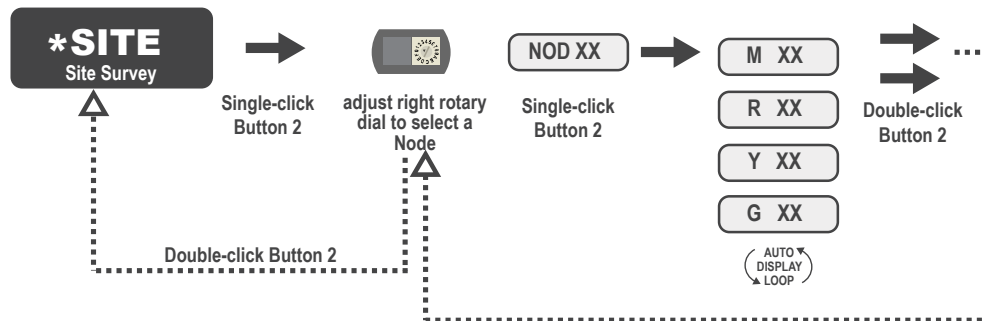 *SITE
Site Survey
Single-click
Button 2
adjust right rotary
dial to select a
Node
NOD XX
Single-click
Button 2
M XX
R XX
Y XX
G XX
AUTO
DISPLAY
LOOP
Double-click
Button 2
....
Double-click Button 2